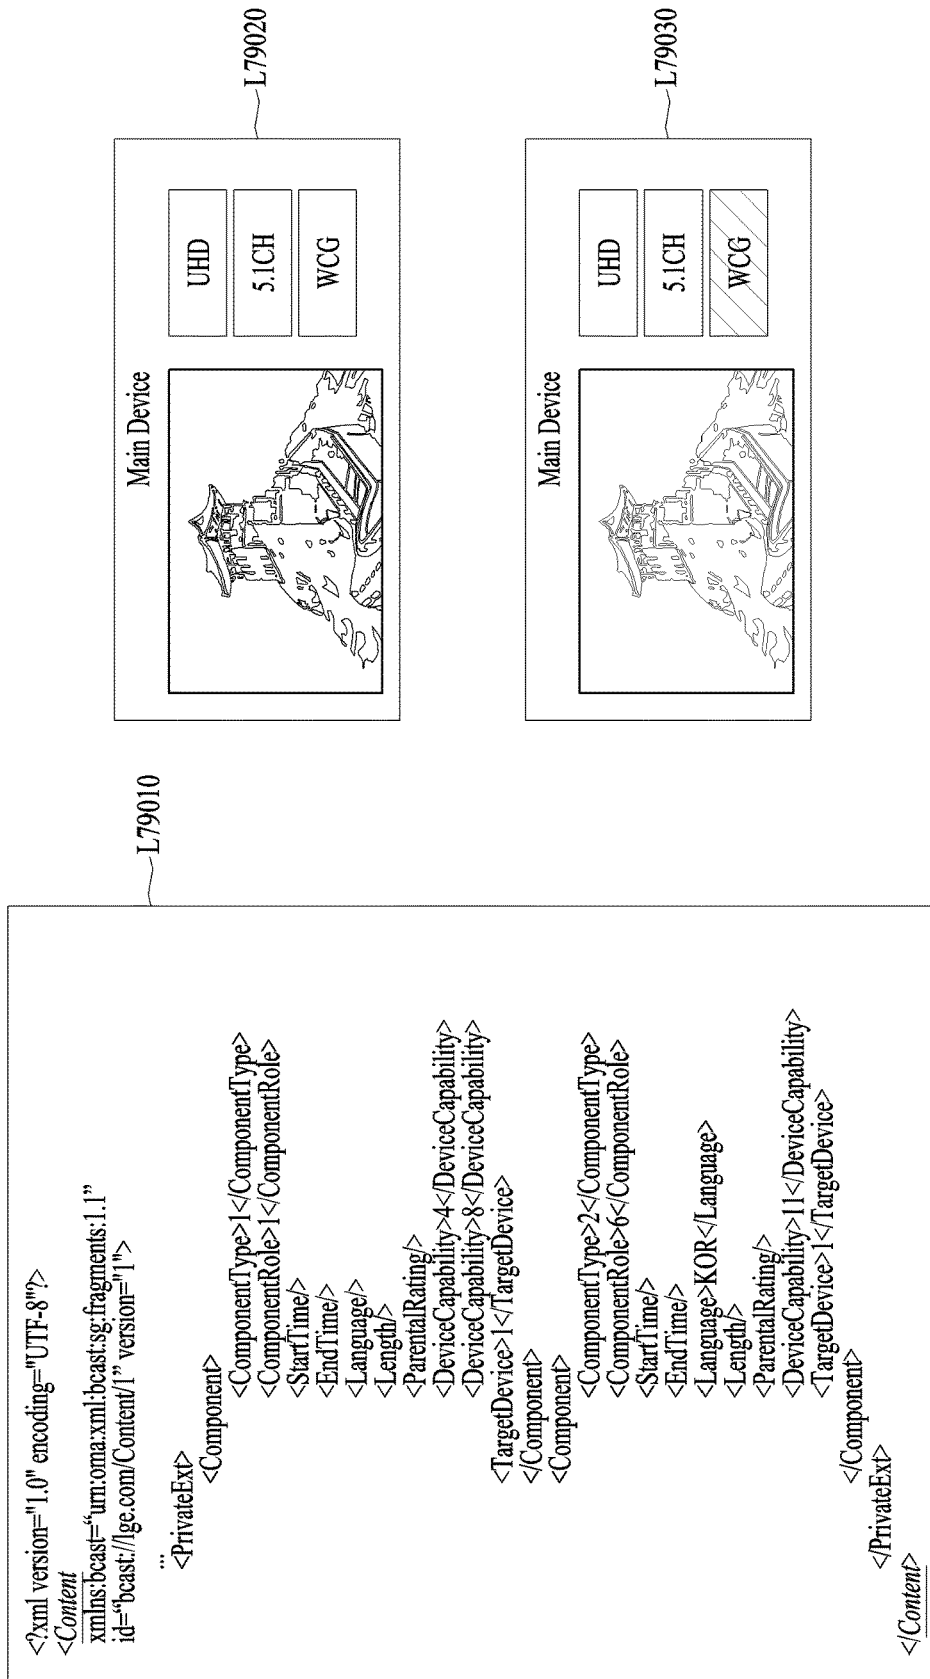 L79010
<?xml version="1.0" encoding="UTF-8"?>
<Content
xmlns:bcast="urn:oma:xml:bcast:sg:fragments:1.1"
id="bcast://lge.com/Content/1" version="1">
...
<PrivateExt>
<Component>
<ComponentType>1</ComponentType>
<ComponentRole>1</ComponentRole>
<StartTime/>
<EndTime/>
<Language/>
<Length/>
<ParentalRating/>
<DeviceCapability>4</DeviceCapability>
<DeviceCapability>8</DeviceCapability>
<TargetDevice>1</TargetDevice>
</Component>
<Component>
<ComponentType>2</ComponentType>
<ComponentRole>6</ComponentRole>
<StartTime/>
<EndTime/>
<Language>KOR</Language>
<Length/>
<ParentalRating/>
<DeviceCapability>11</DeviceCapability>
<TargetDevice>1</TargetDevice>
</Component>
</PrivateExt>
</Content>
L79020
Main Device
UHD
5.1CH
WCG
L79030
Main Device
UHD
5.1CH
WCG